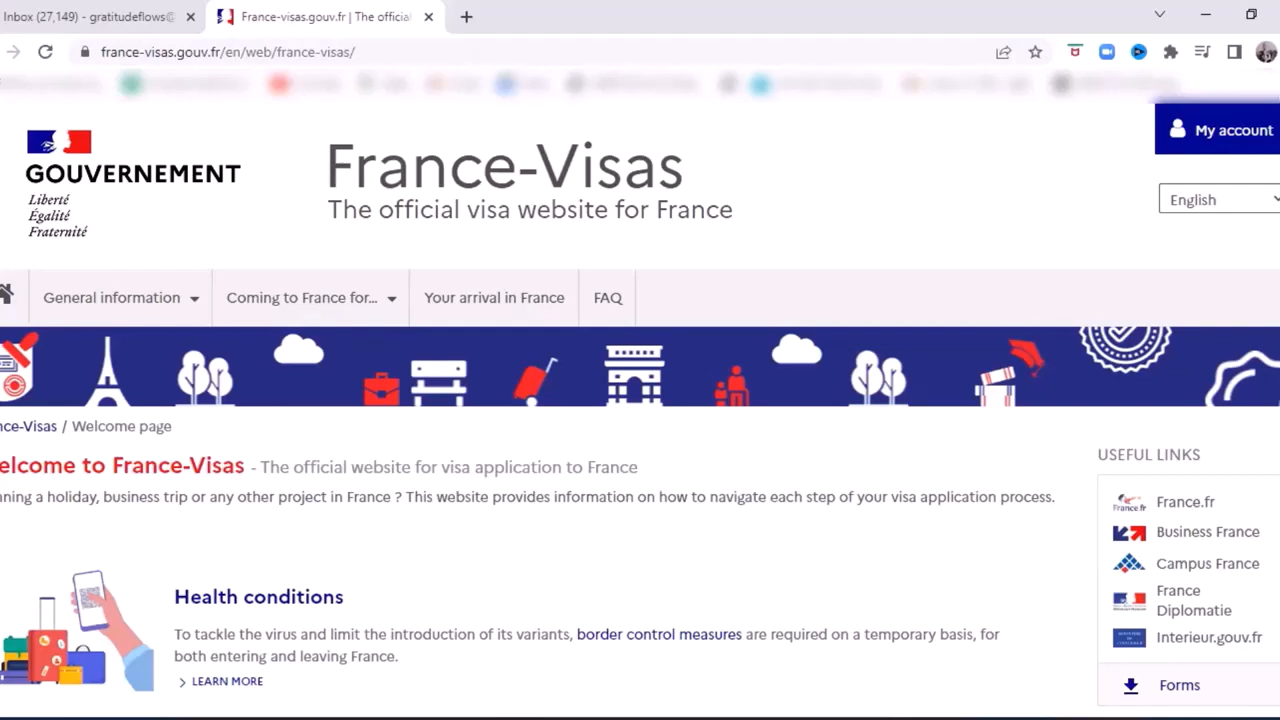 Inbox (27,149) - gratitudeflows@
France-visas.gouv.fr | The official
france-visas.gouv.fr/en/web/france-visas/
My account
GOUVERNEMENT
Liberté
Égalité
Fraternité
France-Visas
The official visa website for France
English
General information
Coming to France for...
Your arrival in France
FAQ
nce-Visas / Welcome page
elcome to France-Visas - The official website for visa application to France
nning a holiday, business trip or any other project in France ? This website provides information on how to navigate each step of your visa application process.
Health conditions
To tackle the virus and limit the introduction of its variants, border control measures are required on a temporary basis, for
both entering and leaving France.
LEARN MORE
USEFUL LINKS
France.fr
France.fr
Business France
Campus France
France
Diplomatie
Interieur.gouv.fr
Forms